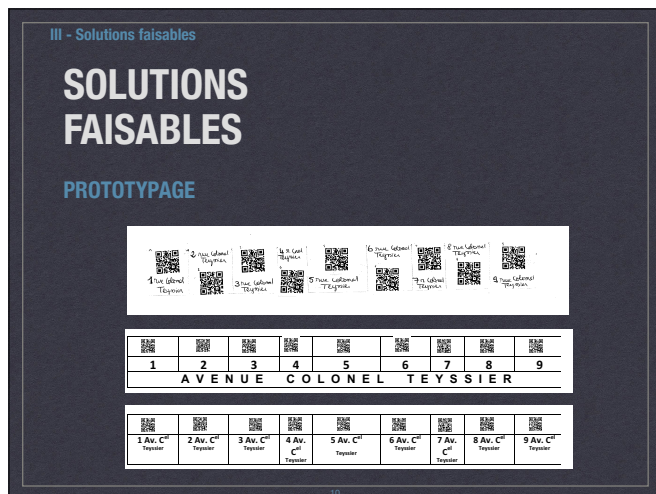 III - Solutions faisables
SOLUTIONS
FAISABLES
PROTOTYPAGE
2 rue Colonel
Teyssier
4 r. Colonel
Teyssier
6 rue Colonel
Teyssier
8 rue Colonel
Teyssier
1 rue Colonel
Teyssier
3 rue Colonel
Teyssier
5 rue Colonel
Teyssier
7 r. Colonel
Teyssier
9 rue Colonel
Teyssier
1 2 3 4 5 6 7 8 9
AVENUE COLONEL TEYSSIER
1 Av. Cel
Teyssier
2 Av. Cel
Teyssier
3 Av. Cel
Teyssier
4 Av.
Cel
Teyssier
5 Av. Cel
Teyssier
6 Av. Cel
Teyssier
7 Av.
Cel
Teyssier
8 Av. Cel
Teyssier
9 Av. Cel
Teyssier
10